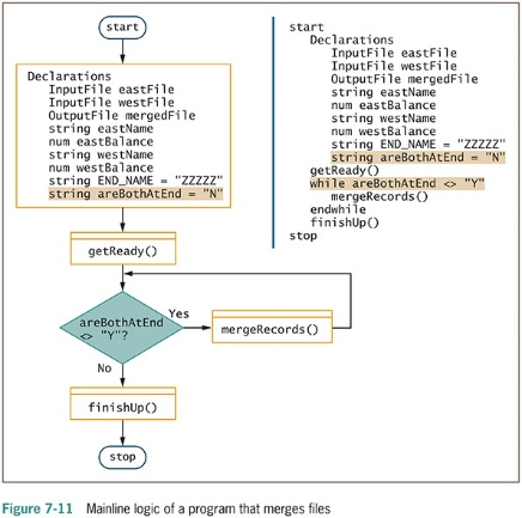 start
Declarations
InputFile eastFile
InputFile westFile
OutputFile mergedFile
string eastName
num eastBalance
string westName
num westBalance
string END_NAME = "ZZZZZ"
string areBothAtEnd = "N"
getReady()
areBothAtEnd
<> "Y"?
Yes
mergeRecords()
No
finishUp()
stop
start
Declarations
InputFile eastFile
InputFile westFile
OutputFile mergedFile
string eastName
num eastBalance
string westName
num westBalance
string END_NAME = "ZZZZZ"
string areBothAtEnd = "N"
getReady()
while areBothAtEnd <> "Y"
mergeRecords()
endwhile
finishUp()
stop
Figure 7-11 Mainline logic of a program that merges files